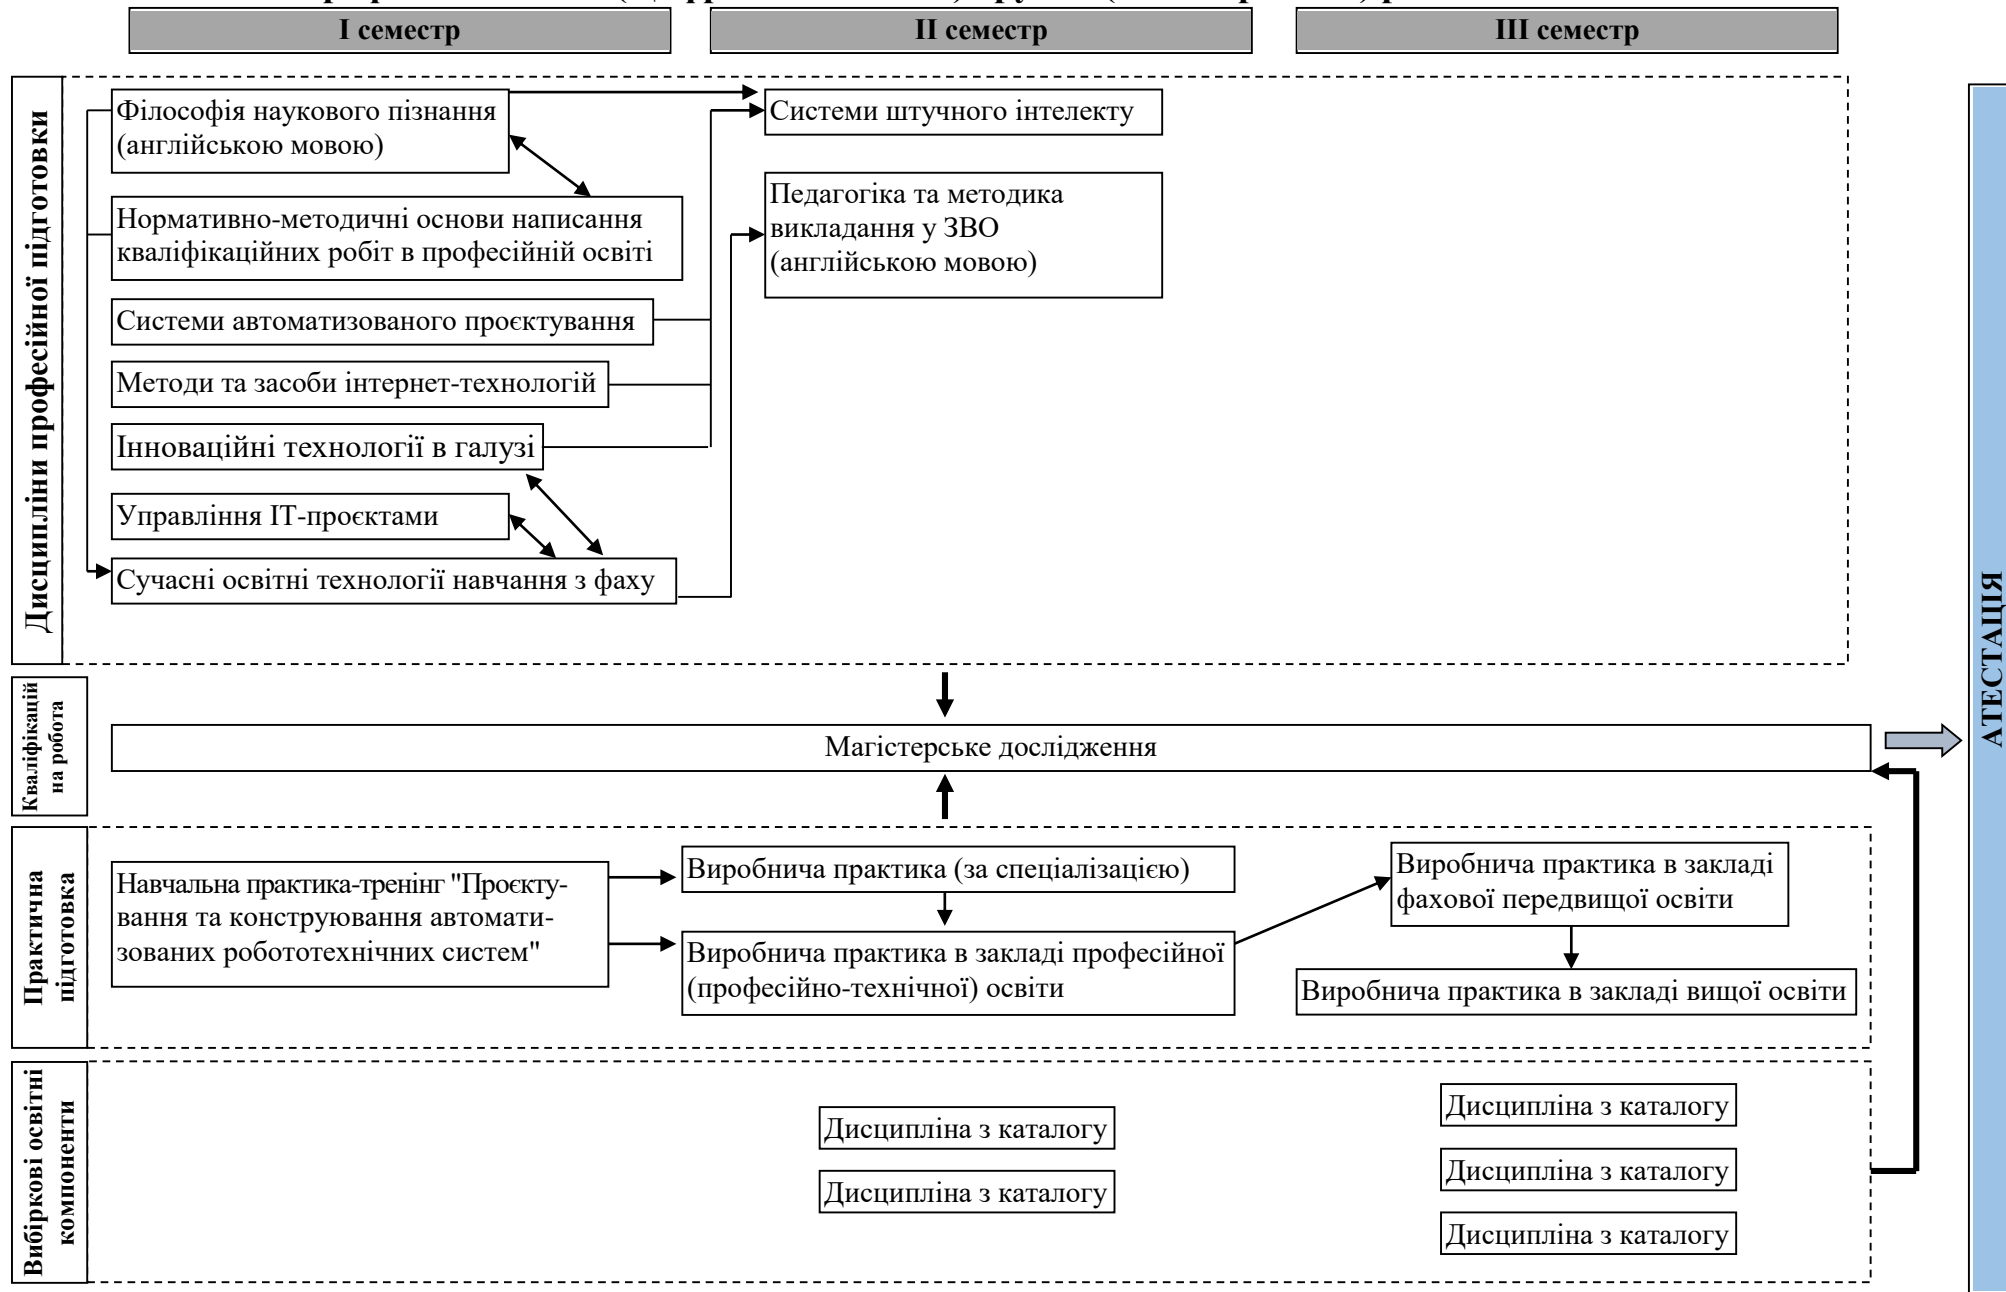 І семестр
ІІ семестр
ІІІ семестр
Дисципліни професійної підготовки
Філософія наукового пізнання
(англійською мовою)
Системи штучного інтелекту
Нормативно-методичні основи написання
кваліфікаційних робіт в професійній освіті
Педагогіка та методика
викладання у ЗВО
(англійською мовою)
Системи автоматизованого проєктування
Методи та засоби інтернет-технологій
Інноваційні технології в галузі
Управління ІТ-проєктами
Сучасні освітні технології навчання з фаху
АТЕСТАЦІЯ
Кваліфікацій
на робота
Магістерське дослідження
Практична
підготовка
Навчальна практика-тренінг "Проєкту-
вання та конструювання автомати-
зованих робототехнічних систем"
Виробнича практика (за спеціалізацією)
Виробнича практика в закладі професійної
(професійно-технічної) освіти
Виробнича практика в закладі
фахової передвищої освіти
Виробнича практика в закладі вищої освіти
Вибіркові освітні
компоненти
Дисципліна з каталогу
Дисципліна з каталогу
Дисципліна з каталогу
Дисципліна з каталогу
Дисципліна з каталогу